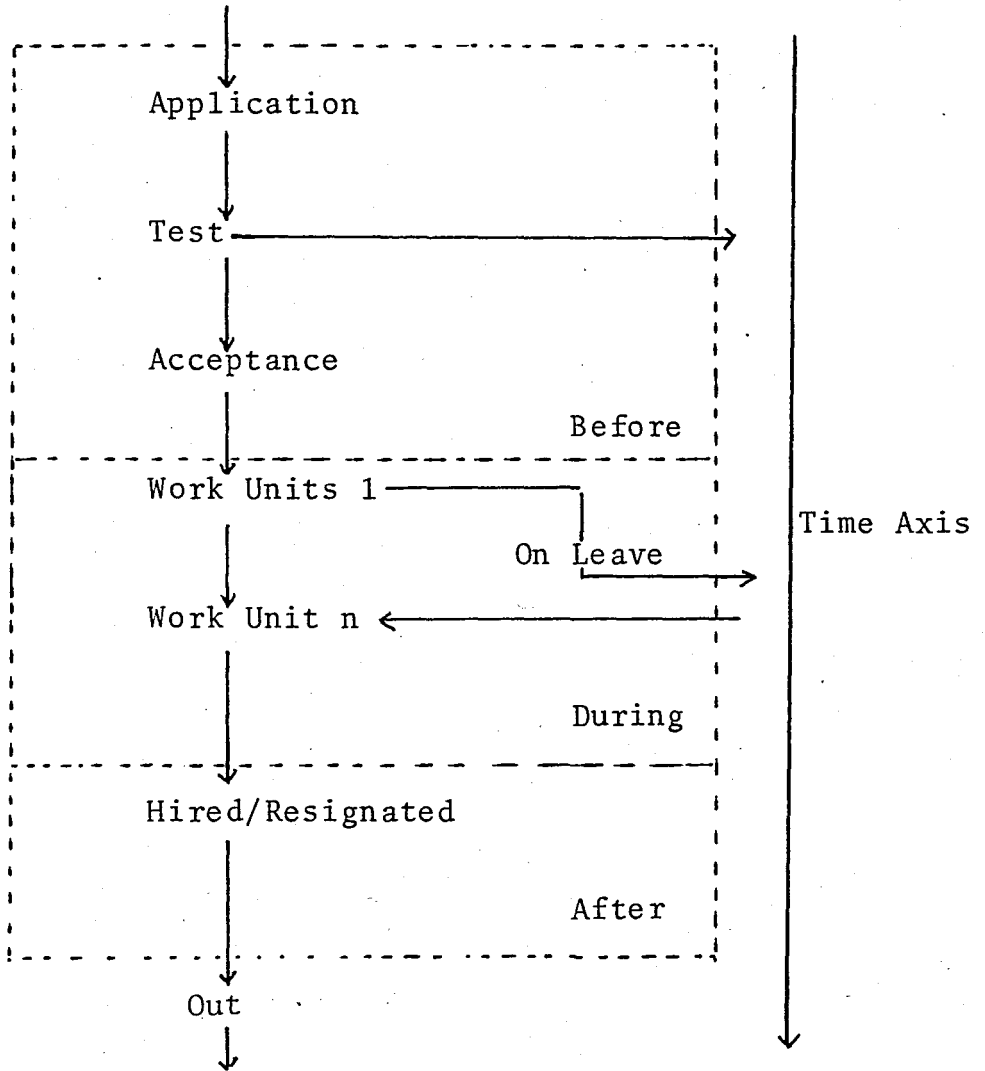 Application
Test
Acceptance
Before
Work Units 1
Time Axis
On Leave
Work Unit n
During
Hired/Resignated
After
Out